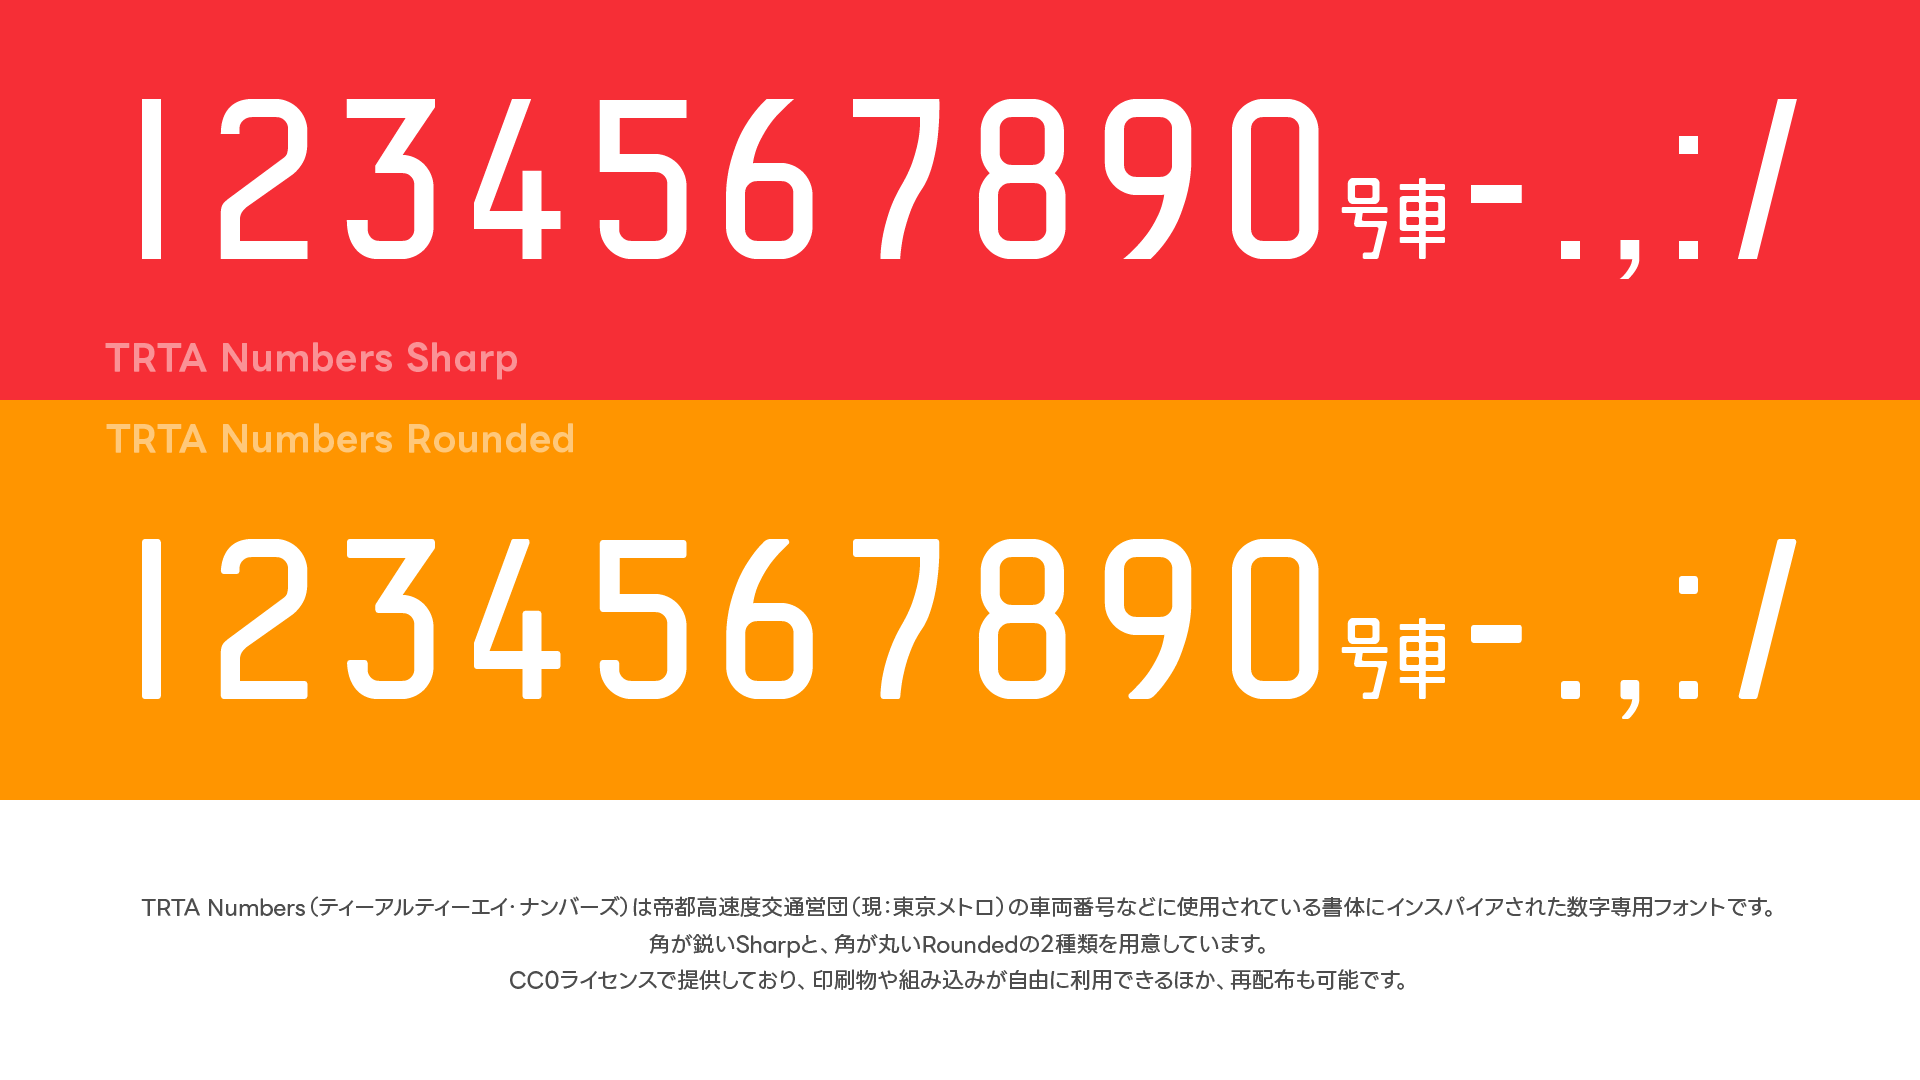 1234567890号車-.,:/
TRTA Numbers Sharp
TRTA Numbers Rounded
1234567890号車-.,:/
TRTA Numbers（ティーアルティーエイ・ナンバーズ）は帝都高速度交通営団（現：東京メトロ）の車両番号などに使用されている書体にインスパイアされた数字専用フォントです。
角が鋭いSharpと、角が丸いRoundedの2種類を用意しています。
CC0ライセンスで提供しており、印刷物や組み込みが自由に利用できるほか、再配布も可能です。